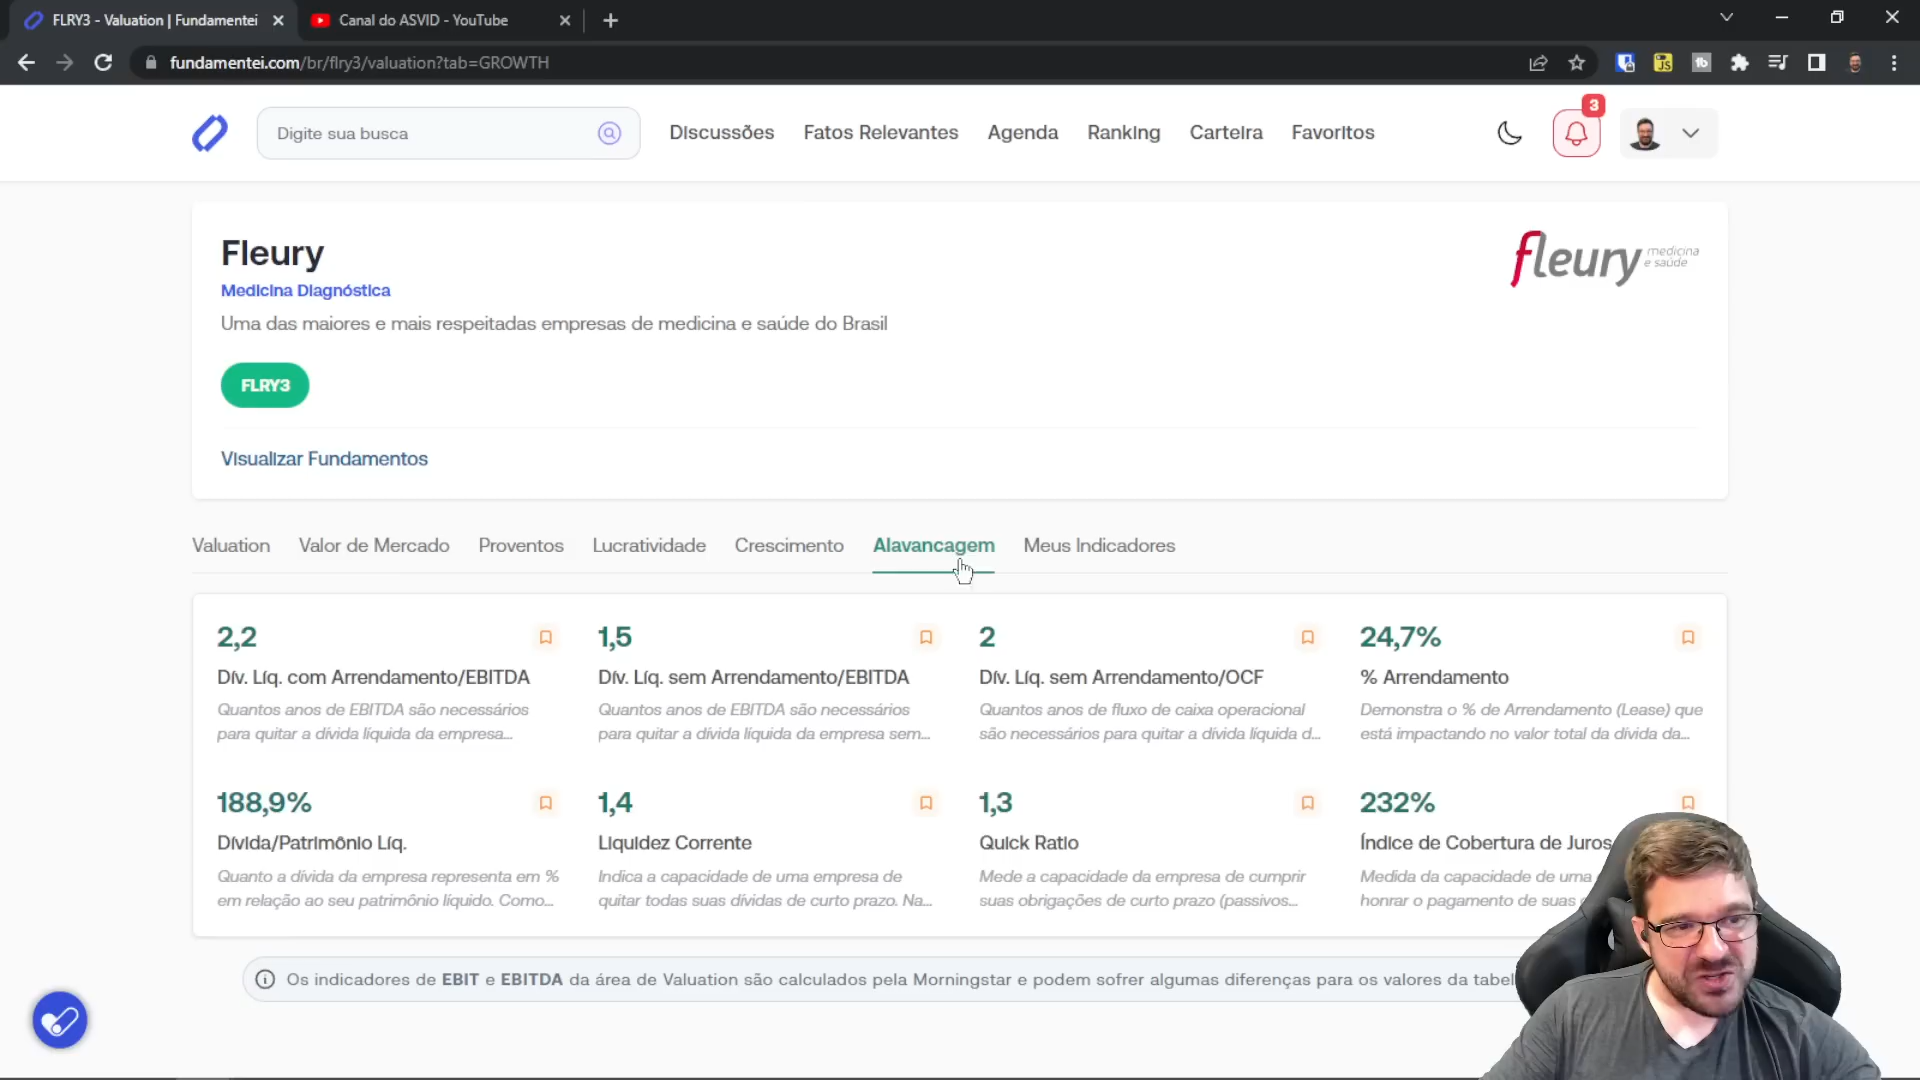 FLRY3 - Valuation | Fundamentei
Canal do ASVID - YouTube
fundamentei.com/br/flry3/valuation?tab=GROWTH
Digite sua busca
Discussões
Fatos Relevantes
Agenda
Ranking
Carteira
Favoritos
3
Fleury
Medicina Diagnóstica
Uma das maiores e mais respeitadas empresas de medicina e saúde do Brasil
fleury medicina
e saúde
FLRY3
Visualizar Fundamentos
Valuation
Valor de Mercado
Proventos
Lucratividade
Crescimento
Alavancagem
Meus Indicadores
2,2
Dív. Líq. com Arrendamento/EBITDA
Quantos anos de EBITDA são necessários
para quitar a dívida líquida da empresa...
1,5
Dív. Líq. sem Arrendamento/EBITDA
Quantos anos de EBITDA são necessários
para quitar a dívida líquida da empresa sem...
2
Dív. Líq. sem Arrendamento/OCF
Quantos anos de fluxo de caixa operacional
são necessários para quitar a dívida líquida d...
24,7%
% Arrendamento
Demonstra o % de Arrendamento (Lease) que
está impactando no valor total da dívida da...
188,9%
Dívida/Patrimônio Líq.
Quanto a dívida da empresa representa em %
em relação ao seu patrimônio líquido. Como...
1,4
Liquidez Corrente
Indica a capacidade de uma empresa de
quitar todas suas dívidas de curto prazo. Na...
1,3
Quick Ratio
Mede a capacidade da empresa de cumprir
suas obrigações de curto prazo (passivos...
232%
Índice de Cobertura de Juros
Medida da capacidade de uma
honrar o pagamento de suas
Os indicadores de EBIT e EBITDA da área de Valuation são calculados pela Morningstar e podem sofrer algumas diferenças para os valores da tabel